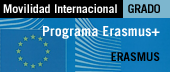 Movilidad Internacional GRADO
Programa Erasmus+
ERASMUS